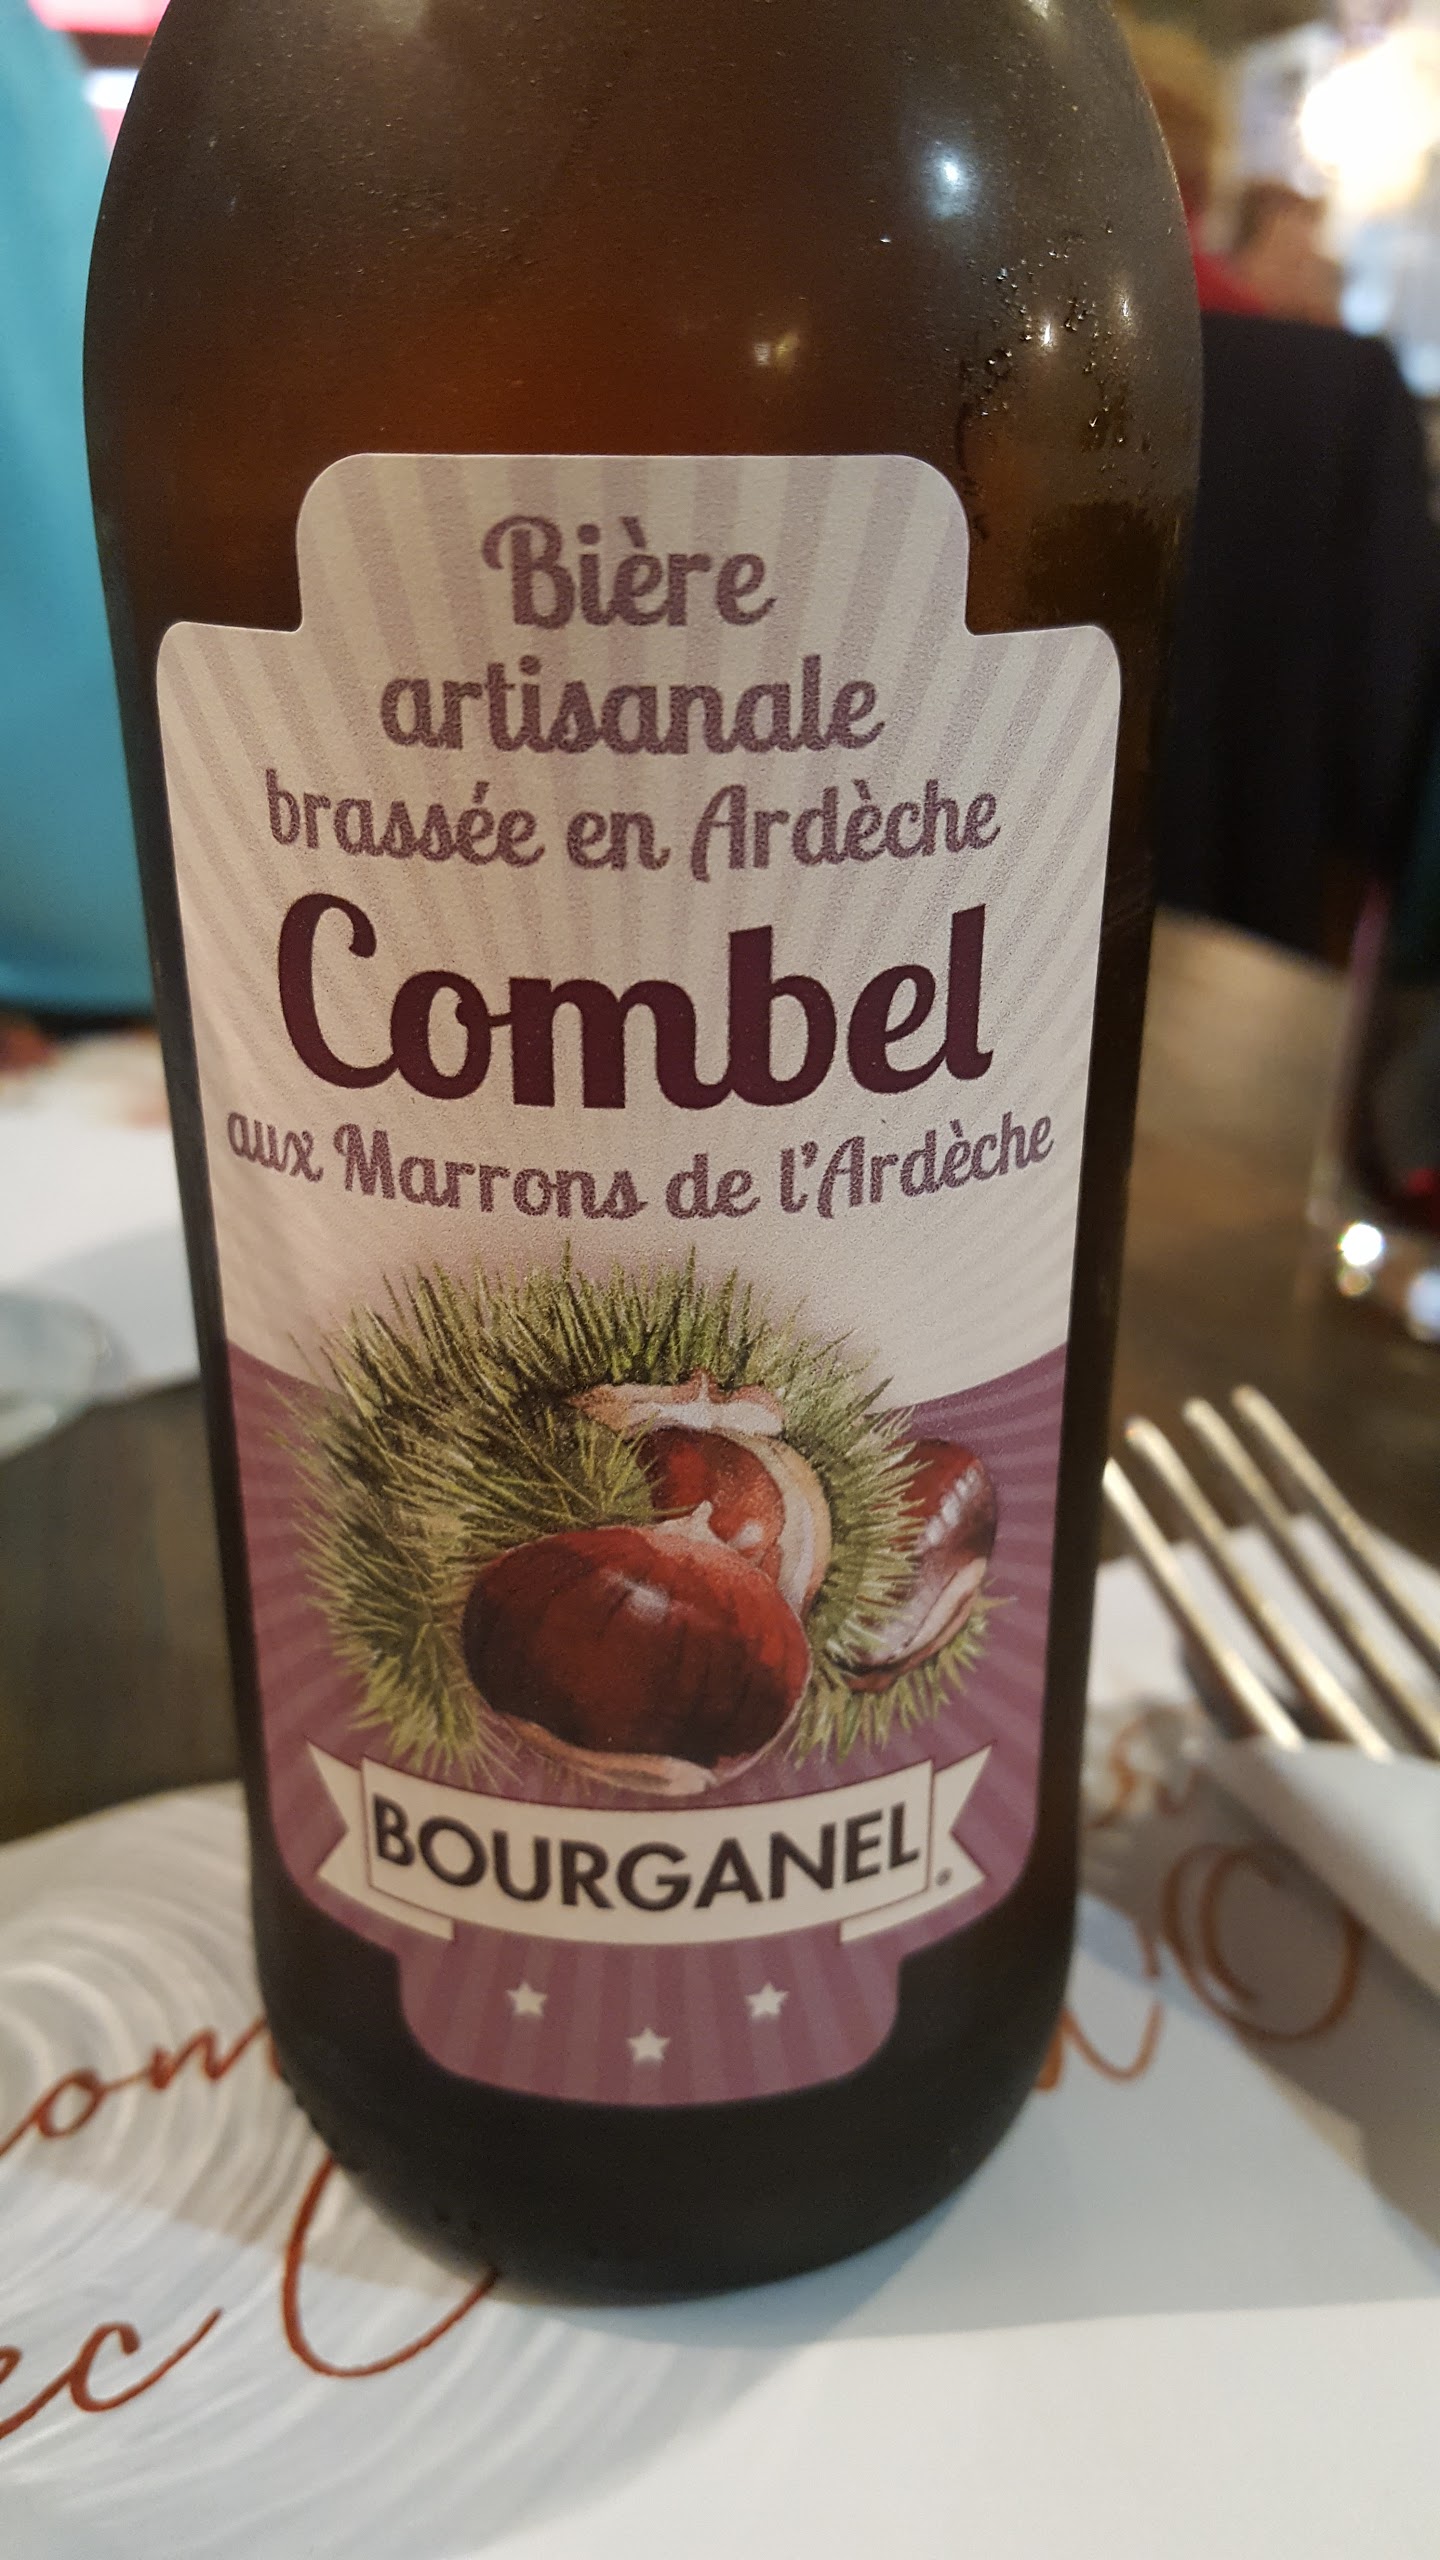 Bière
artisanale
brassée en Ardèche
Combel
aux Marrons de l'Ardèche
BOURGANEL